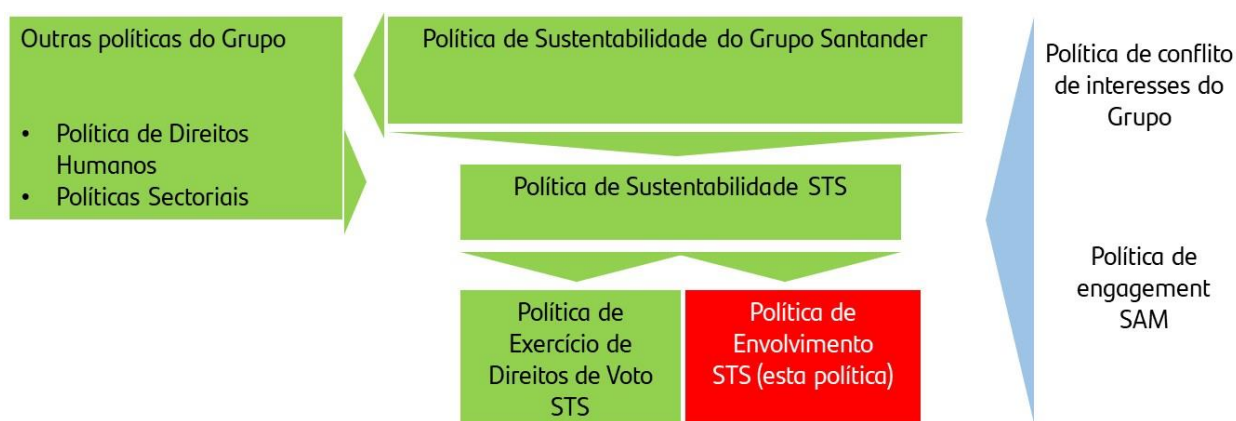 Outras políticas do Grupo
• Política de Direitos
Humanos
• Políticas Sectoriais
Política de Sustentabilidade do Grupo Santander
Política de Sustentabilidade STS
Política de
Exercício de
Direitos de Voto
STS
Política de
Envolvimento
STS (esta política)
Política de conflito
de interesses do
Grupo
Política de
engagement
SAM